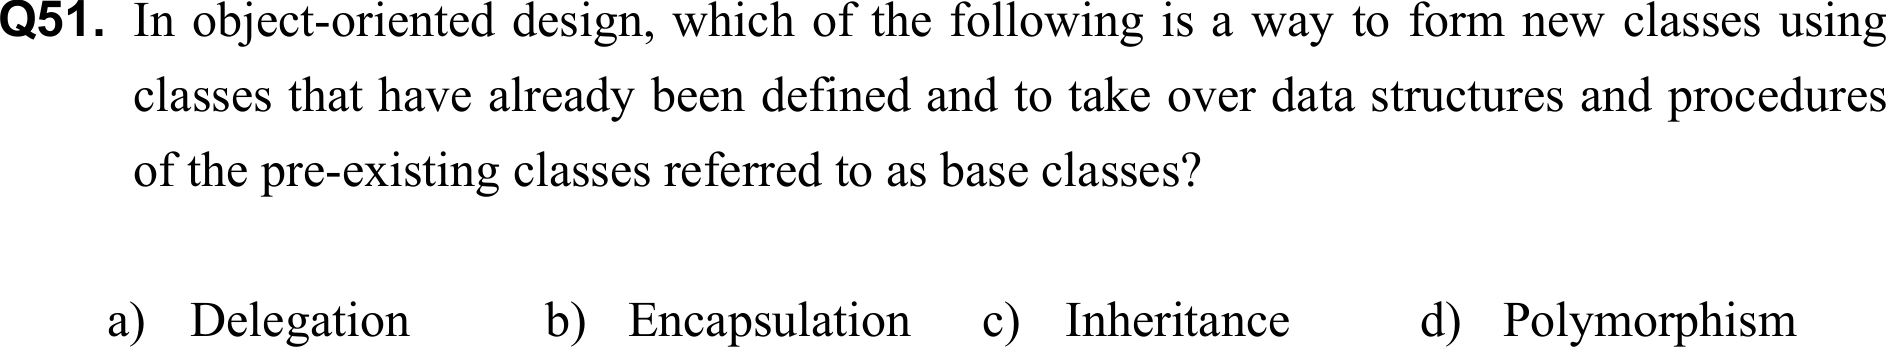 Q51. In object-oriented design, which of the following is a way to form new classes using
classes that have already been defined and to take over data structures and procedures
of the pre-existing classes referred to as base classes?
a) Delegation b) Encapsulation c) Inheritance d) Polymorphism